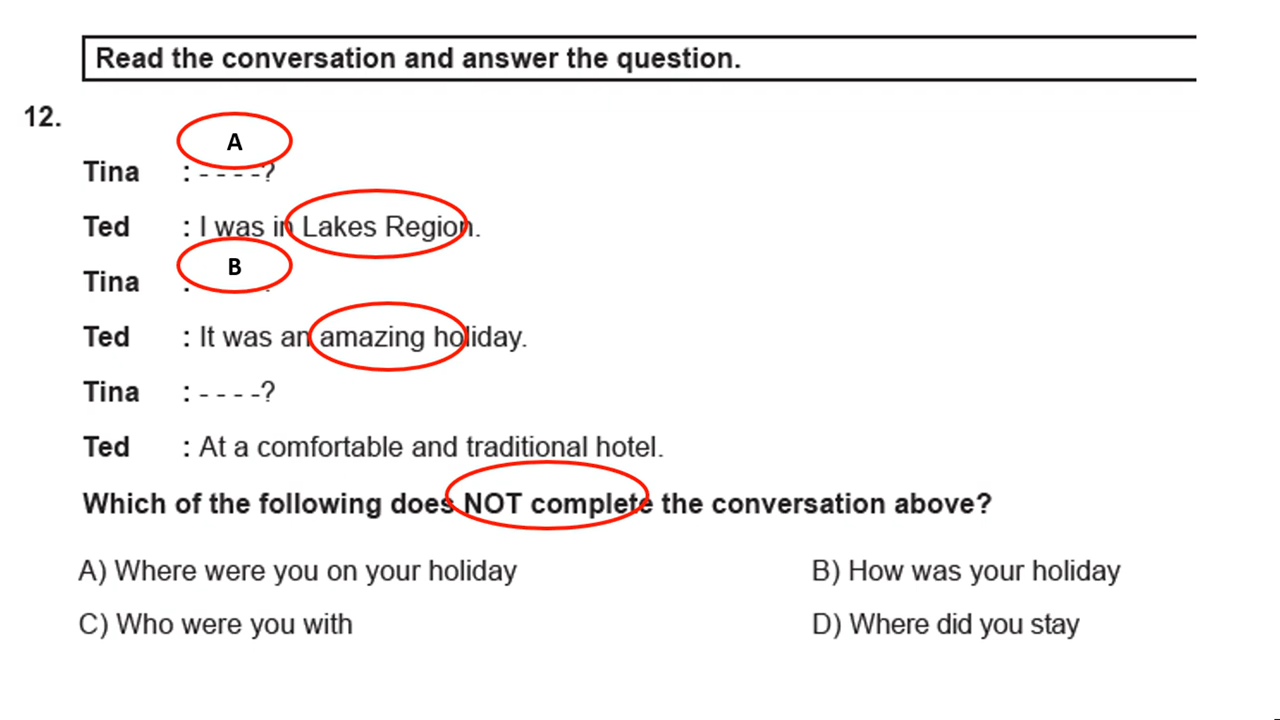 Read the conversation and answer the question.
12.
A
Tina : - - - -?
Ted : I was in Lakes Region.
B
Tina :
Ted : It was an amazing holiday.
Tina : - - - -?
Ted : At a comfortable and traditional hotel.
Which of the following does NOT complete the conversation above?
A) Where were you on your holiday B) How was your holiday
C) Who were you with D) Where did you stay